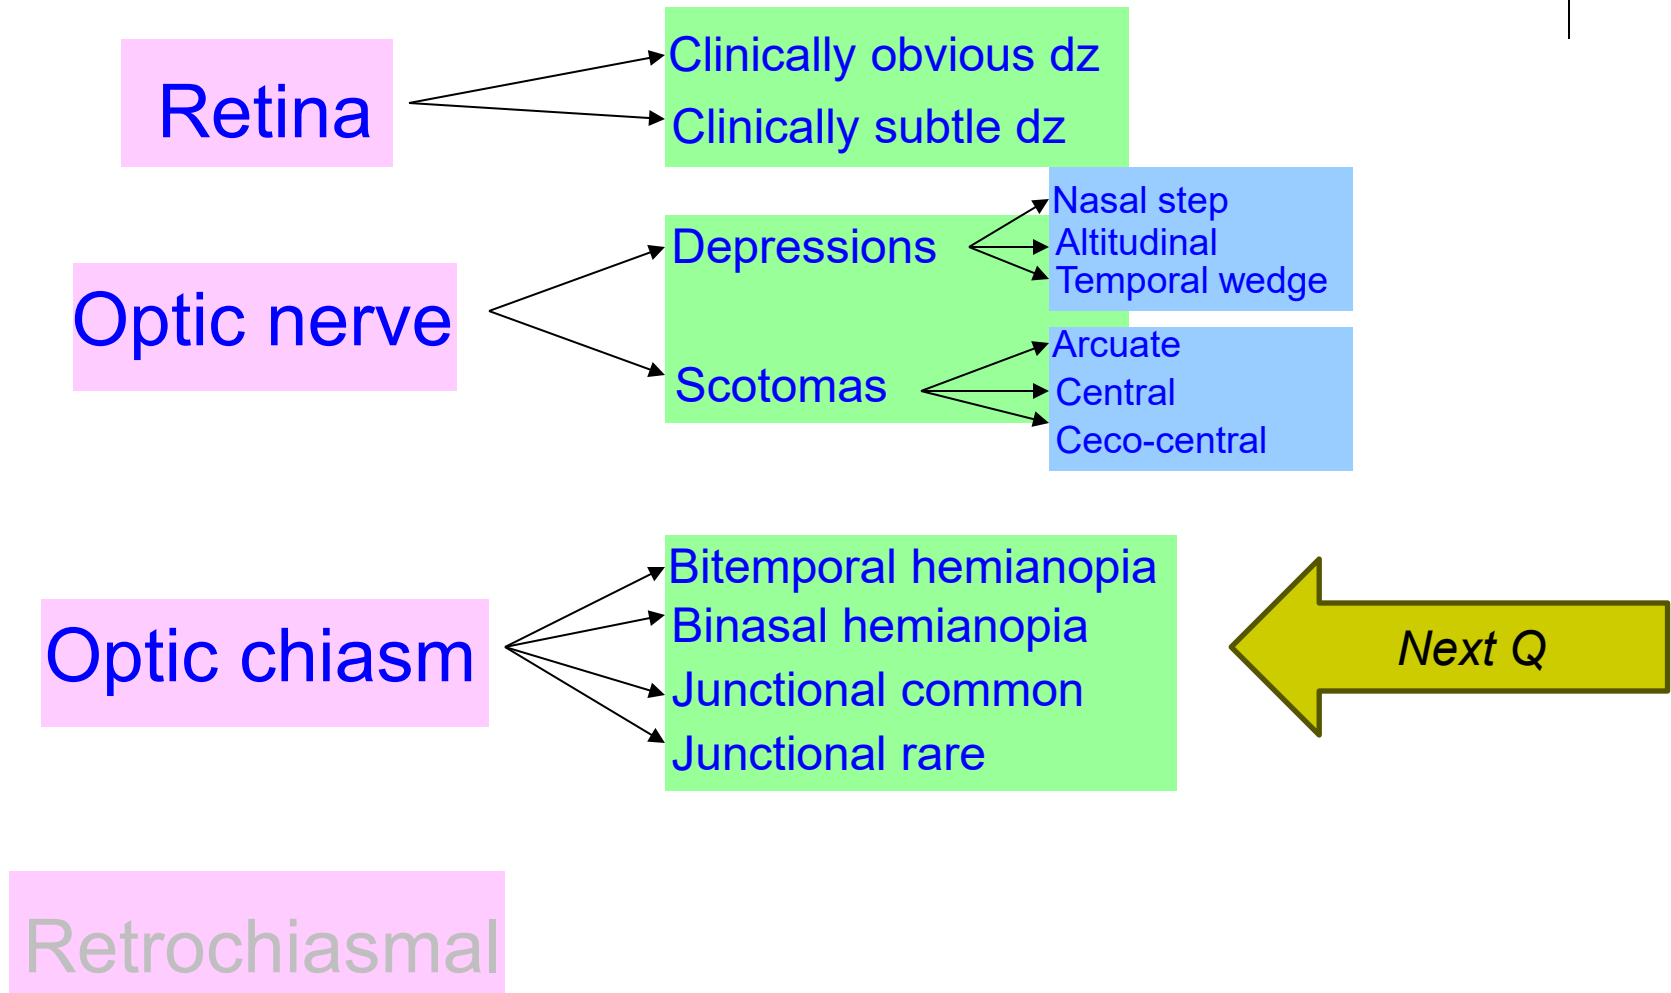 Retina
Clinically obvious dz
Clinically subtle dz
Optic nerve
Depressions
Nasal step
Altitudinal
Temporal wedge
Scotomas
Arcuate
Central
Ceco-central
Optic chiasm
Bitemporal hemianopia
Binasal hemianopia
Junctional common
Junctional rare
Next Q
Retrochiasmal